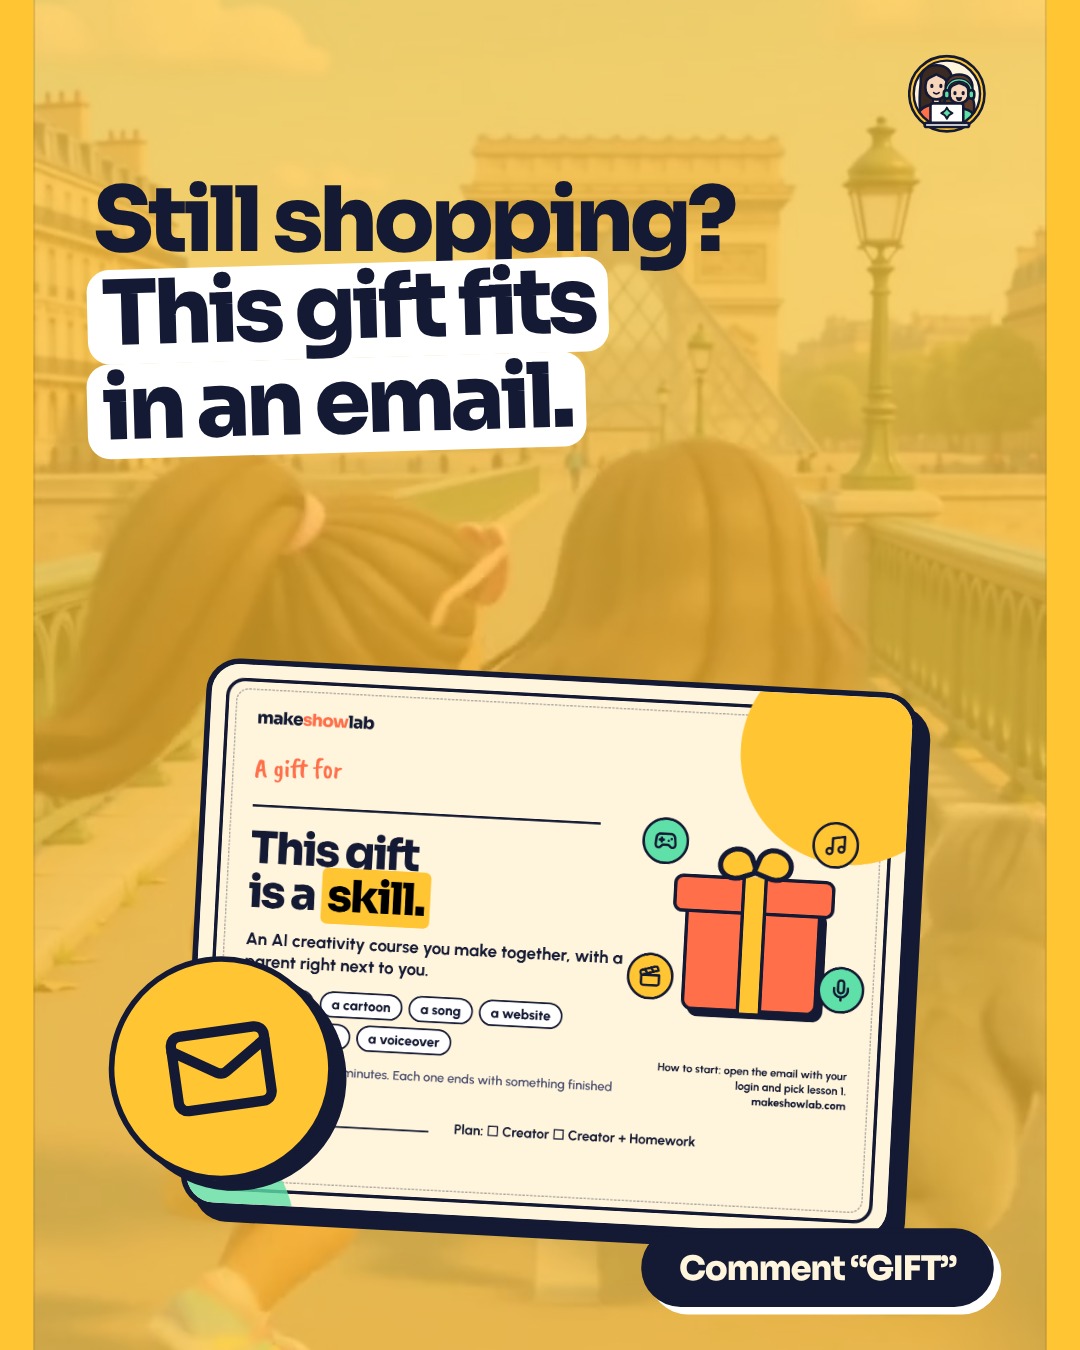 Still shopping?
This gift fits
in an email.
makeshowlab
A gift for
This gift
is a skill.
An AI creativity course you make together, with a
parent right next to you.
a cartoon
a song
a website
a voiceover
minutes. Each one ends with something finished
How to start: open the email with your
login and pick lesson 1.
makeshowlab.com
Plan: ☐ Creator ☐ Creator + Homework
Comment “GIFT”